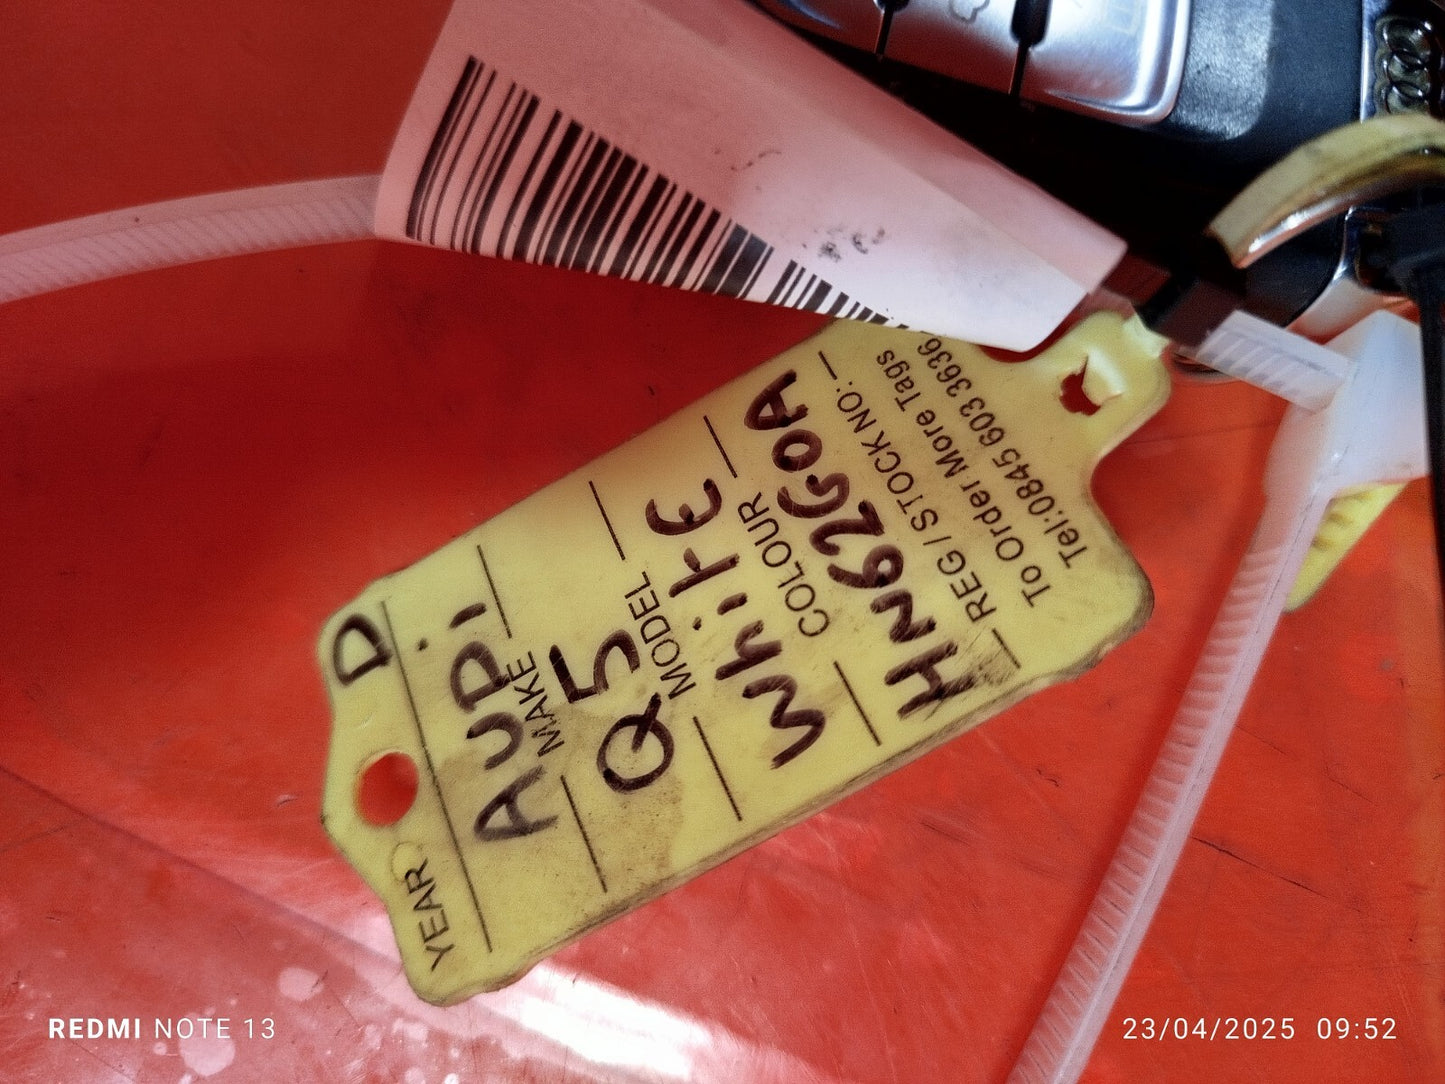 YEAR
D
AUDi
MAKE
Q5
MODEL
WhitE
COLOUR
HN62GOA
REG / STOCK NO:
To Order More Tags
Tel:0845 603 3636
REDMI NOTE 13
23/04/2025 09:52